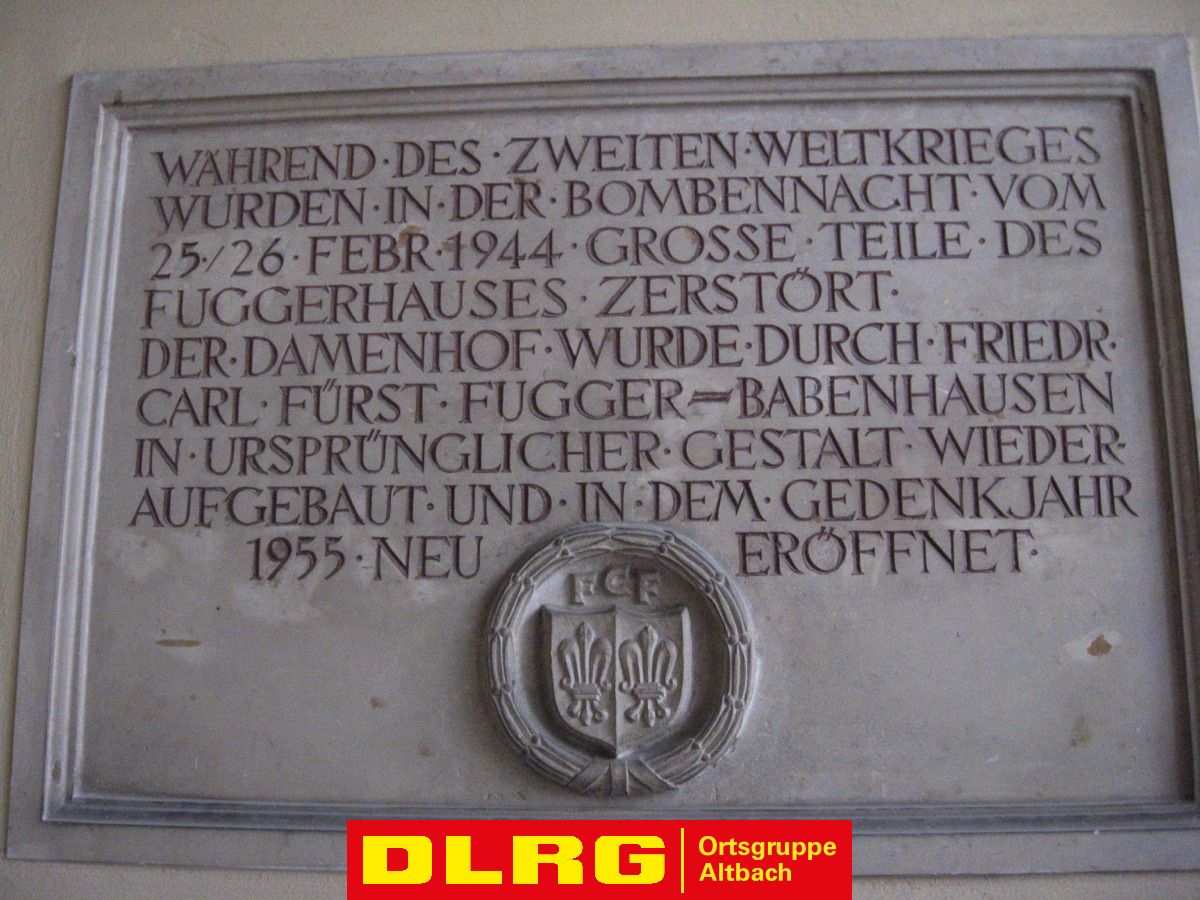 WÄHREND·DES·ZWEITEN·WELTKRIEGES
WURDEN·IN·DER·BOMBENNACHT·VOM
25./26·FEBR·1944·GROSSE·TEILE·DES
FUGGERHAUSES·ZERSTÖRT·
DER·DAMENHOF·WURDE·DURCH·FRIEDR·
CARL·FÜRST·FUGGER=BABENHAUSEN
IN·URSPRÜNGLICHER·GESTALT·WIEDER-
AUFGEBAUT·UND·IN·DEM·GEDENKJAHR
1955·NEU ERÖFFNET·
FCF
DLRG
Ortsgruppe
Altbach